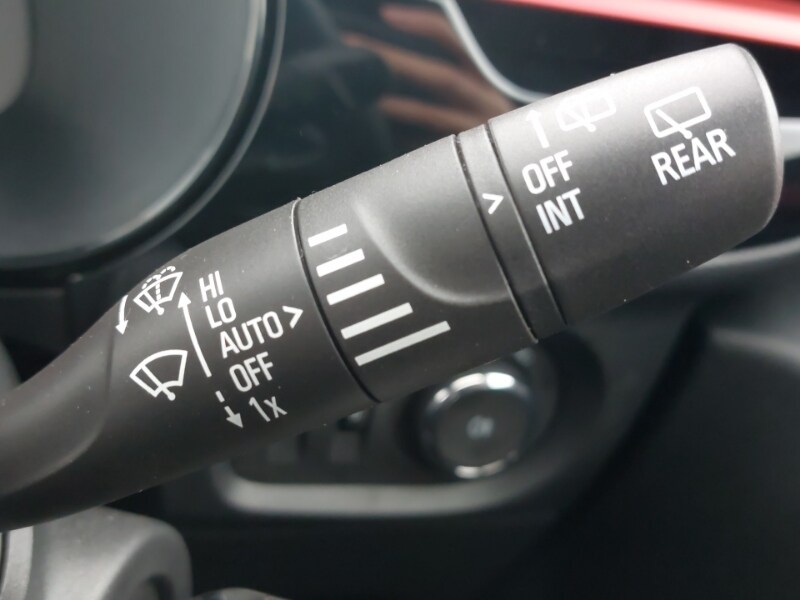 HI
LO
AUTO >
OFF
1x
>
OFF
INT
REAR